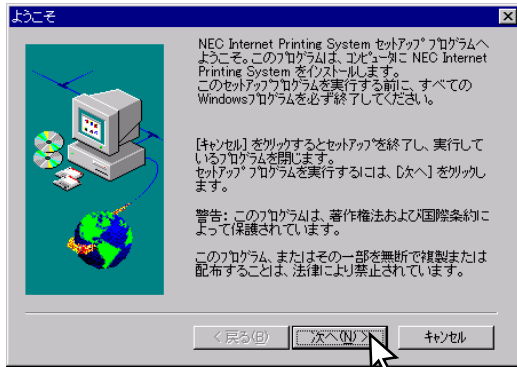 ようこそ
NEC Internet Printing System ｾｯﾄｱｯﾌﾟ ﾌﾟﾛｸﾞﾗﾑへ
ようこそ。このﾌﾟﾛｸﾞﾗﾑは、ｺﾝﾋﾟｭｰﾀに NEC Internet
Printing System をｲﾝｽﾄｰﾙします。
このｾｯﾄｱｯﾌﾟﾌﾟﾛｸﾞﾗﾑを実行する前に、すべての
Windowsﾌﾟﾛｸﾞﾗﾑを必ず終了してください。
[ｷｬﾝｾﾙ] をｸﾘｯｸするとｾｯﾄｱｯﾌﾟを終了し、実行して
いるﾌﾟﾛｸﾞﾗﾑを閉じます。
ｾｯﾄｱｯﾌﾟ ﾌﾟﾛｸﾞﾗﾑを実行するには、[次へ] をｸﾘｯｸし
ます。
警告: このﾌﾟﾛｸﾞﾗﾑは、著作権法および国際条約に
よって保護されています。
このﾌﾟﾛｸﾞﾗﾑ、またはその一部を無断で複製または
配布することは、法律により禁止されています。
< 戻る(B) 次へ(N) > ｷｬﾝｾﾙ